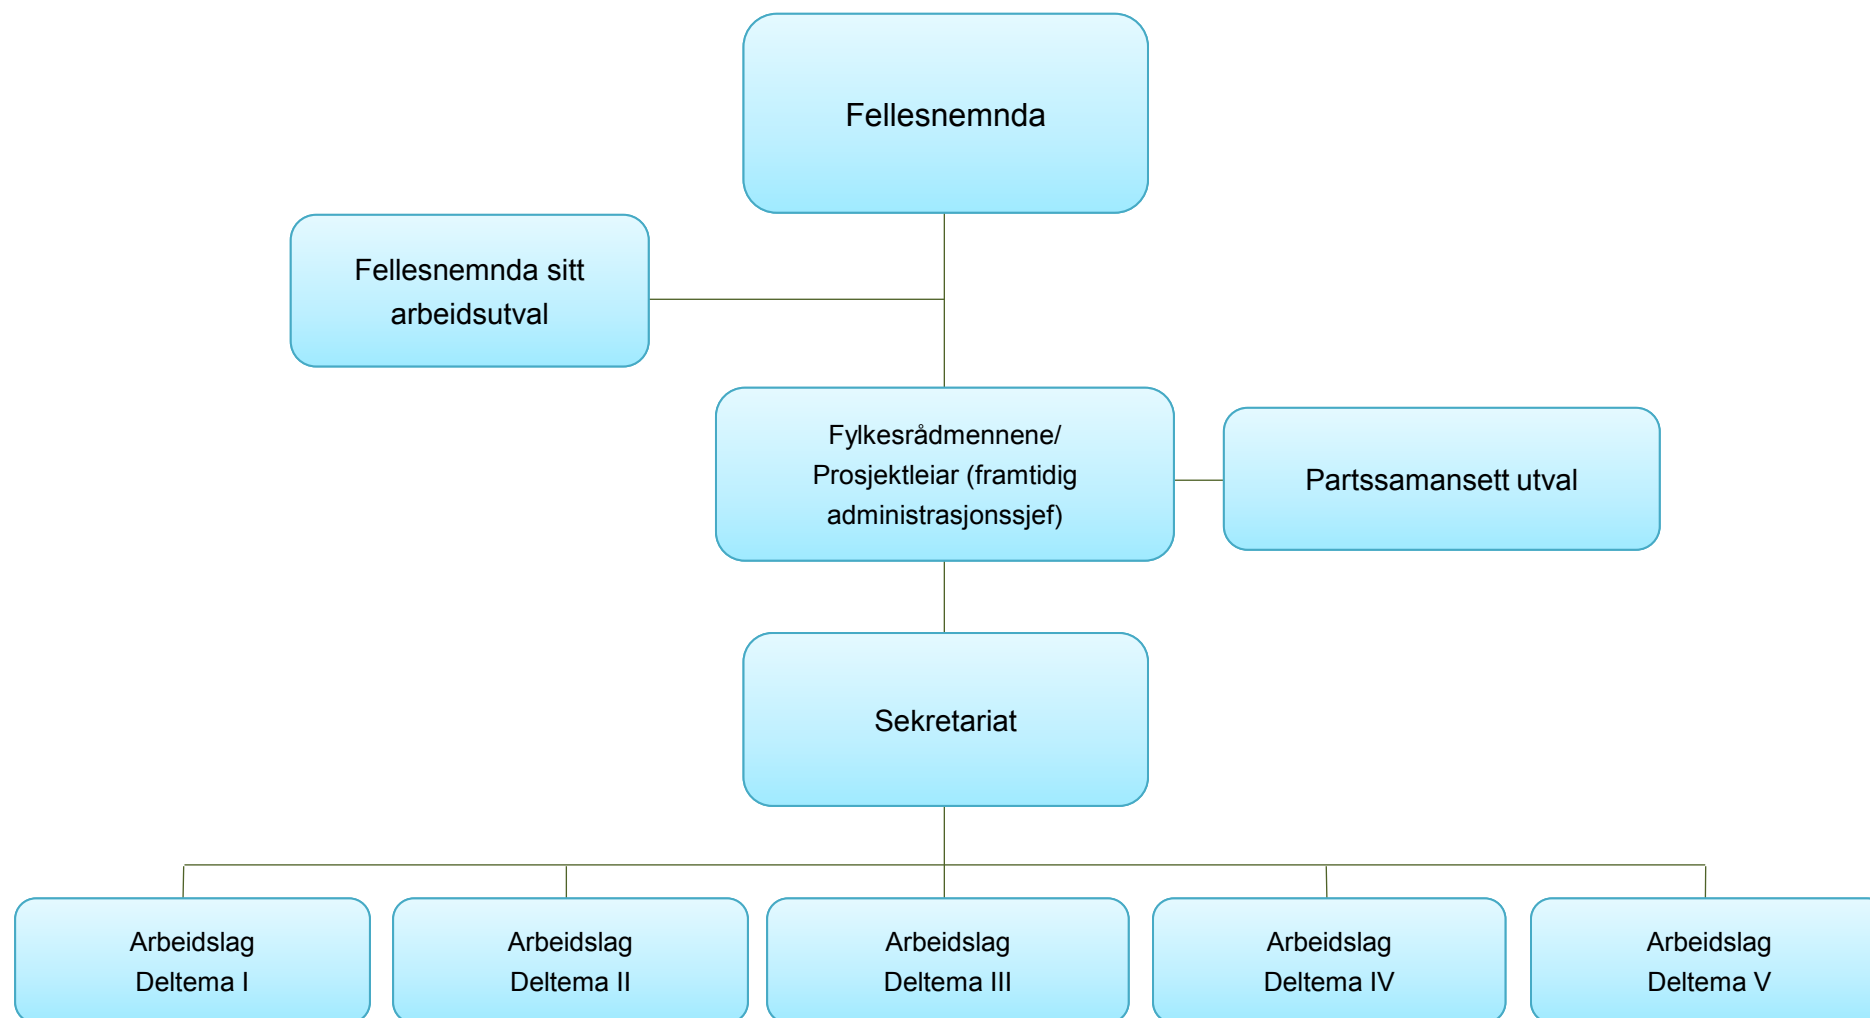 Fellesnemnda
Fellesnemnda sitt
arbeidsutval
Fylkesrådmennene/
Prosjektleiar (framtidig
administrasjonssjef)
Partssamansett utval
Sekretariat
Arbeidslag
Deltema I
Arbeidslag
Deltema II
Arbeidslag
Deltema III
Arbeidslag
Deltema IV
Arbeidslag
Deltema V